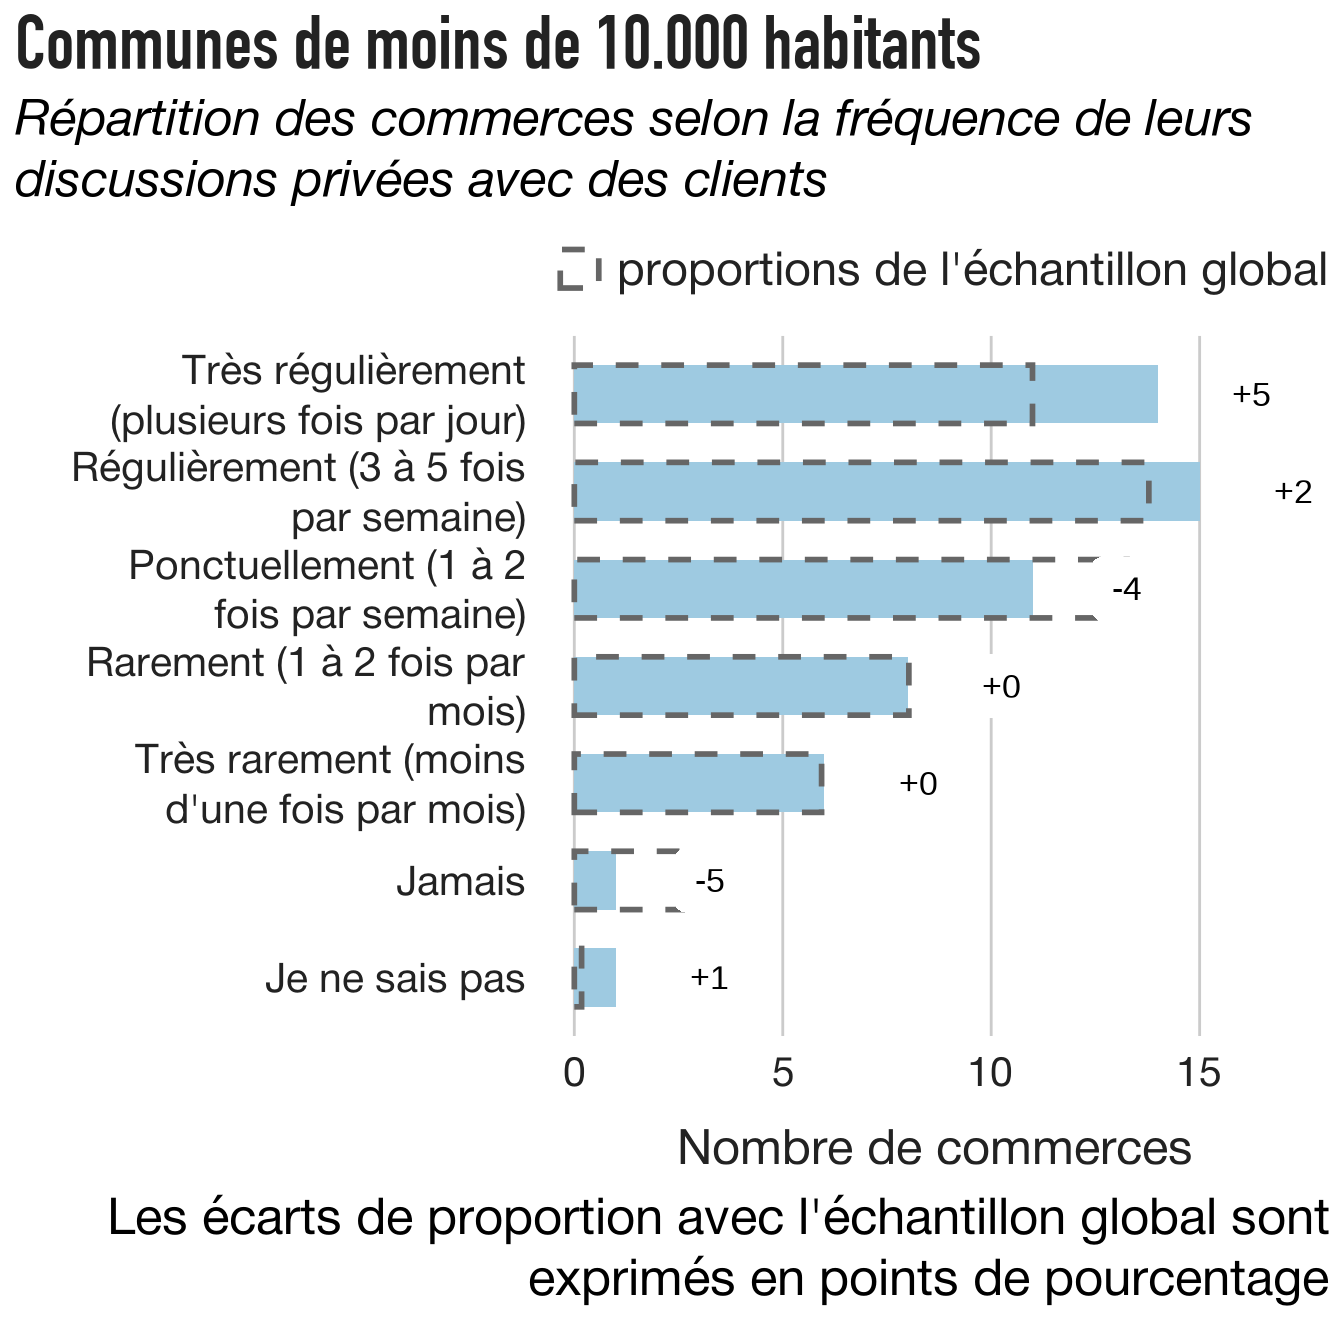 Communes de moins de 10.000 habitants
Répartition des commerces selon la fréquence de leurs
discussions privées avec des clients
proportions de l'échantillon global
Très régulièrement
(plusieurs fois par jour)
+5
Régulièrement (3 à 5 fois
par semaine)
+2
Ponctuellement (1 à 2
fois par semaine)
-4
Rarement (1 à 2 fois par
mois)
+0
Très rarement (moins
d'une fois par mois)
+0
Jamais
-5
Je ne sais pas
+1
0 5 10 15
Nombre de commerces
Les écarts de proportion avec l'échantillon global sont
exprimés en points de pourcentage